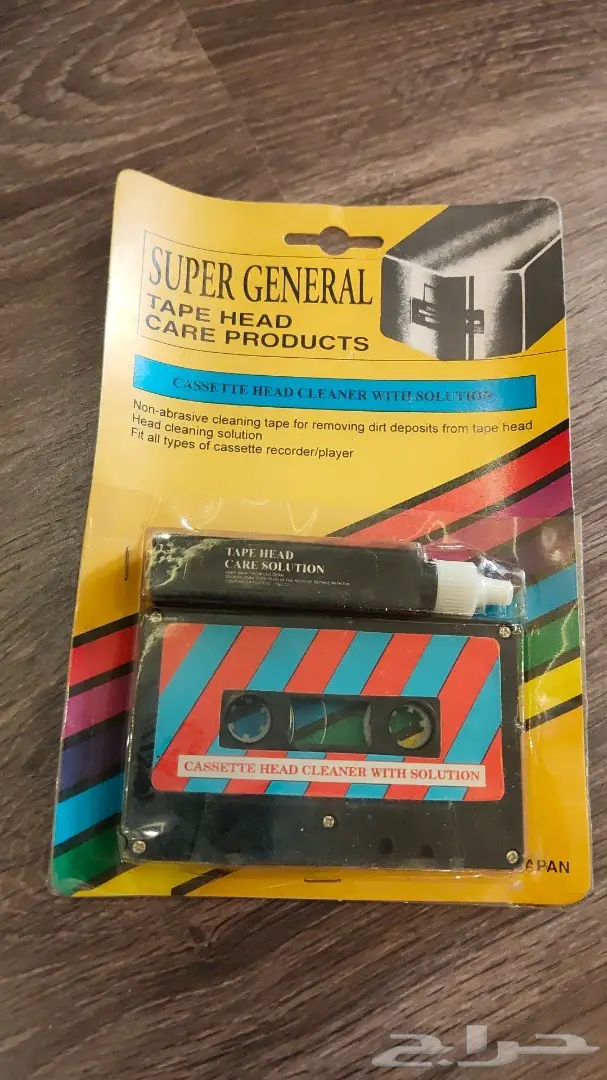 SUPER GENERAL
TAPE HEAD
CARE PRODUCTS
CASSETTE HEAD CLEANER WITH SOLUTION
Non-abrasive cleaning tape for removing dirt deposits from tape head
Head cleaning solution
Fit all types of cassette recorder/player
TAPE HEAD
CARE SOLUTION
CASSETTE HEAD CLEANER WITH SOLUTION
APAN
حراج